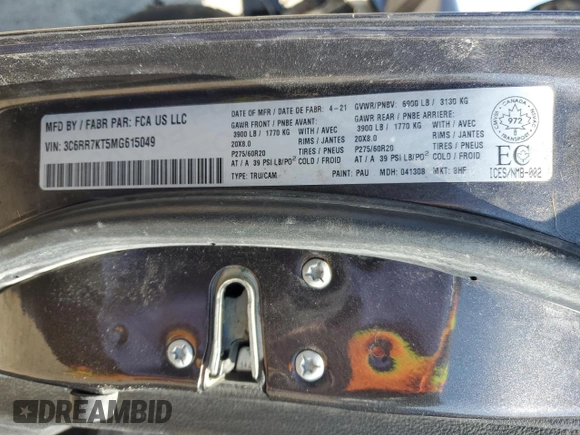 MFD BY / FABR PAR: FCA US LLC
VIN: 3C6RR7KT5MG615049
DATE OF MFR / DATE DE FABR: 4-21
GVWR/PNBV: 6900 LB / 3130 KG
GAWR FRONT / PNBE AVANT:
3900 LB / 1770 KG WITH / AVEC
20X8.0 RIMS / JANTES
P275/60R20 TIRES / PNEUS
AT / A 39 PSI/LB/PO² COLD / A FROID
TYPE: TRU/CAM
GAWR REAR / PNBE ARRIERE:
3900 LB / 1770 KG WITH / AVEC
20X8.0 RIMS / JANTES
P275/60R20 TIRES / PNEUS
AT / A 39 PSI/LB/PO² COLD / A FROID
PAINT: PAU MDH: 041308 MKT: 8HF
CANADA
972
TRANSPORT
EC
ICES/NMB-002
DREAMBID